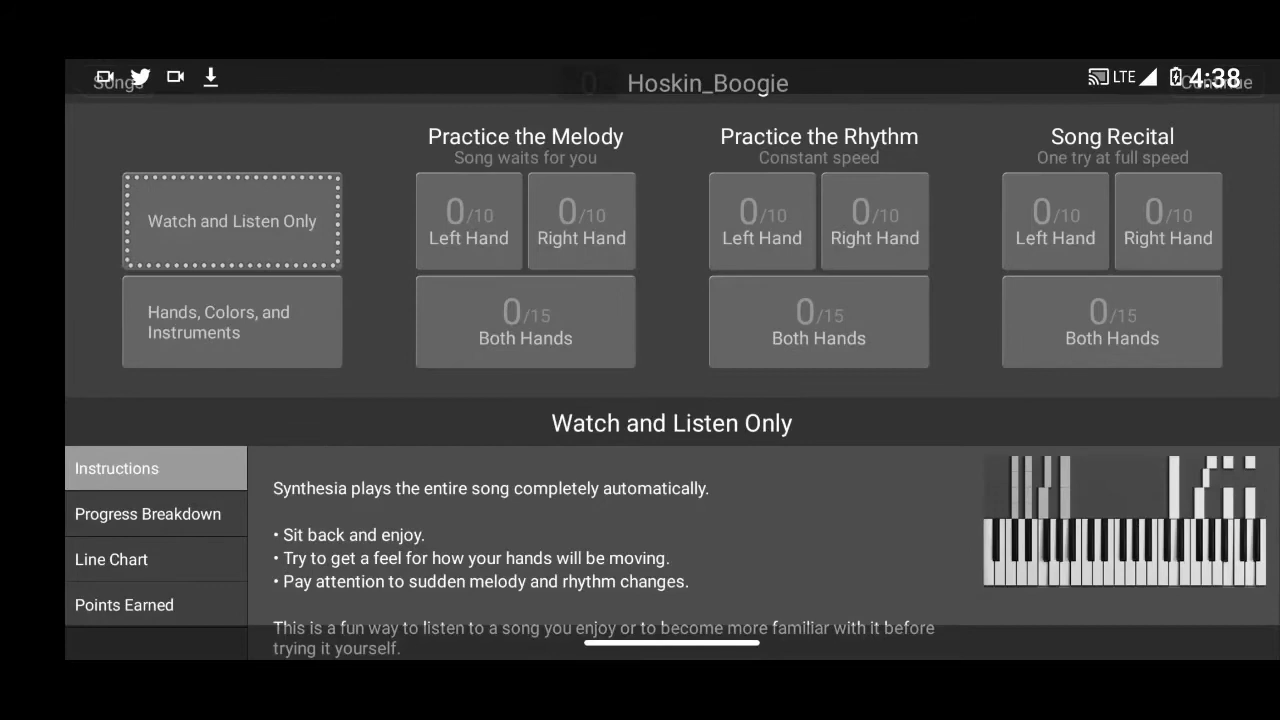 Songs
0
Hoskin_Boogie
LTE
4:38
Continue
Practice the Melody
Song waits for you
Practice the Rhythm
Constant speed
Song Recital
One try at full speed
Watch and Listen Only
0/10
Left Hand
0/10
Right Hand
0/10
Left Hand
0/10
Right Hand
0/10
Left Hand
0/10
Right Hand
Hands, Colors, and
Instruments
0/15
Both Hands
0/15
Both Hands
0/15
Both Hands
Watch and Listen Only
Instructions
Progress Breakdown
Line Chart
Points Earned
Synthesia plays the entire song completely automatically.
• Sit back and enjoy.
• Try to get a feel for how your hands will be moving.
• Pay attention to sudden melody and rhythm changes.
This is a fun way to listen to a song you enjoy or to become more familiar with it before
trying it yourself.